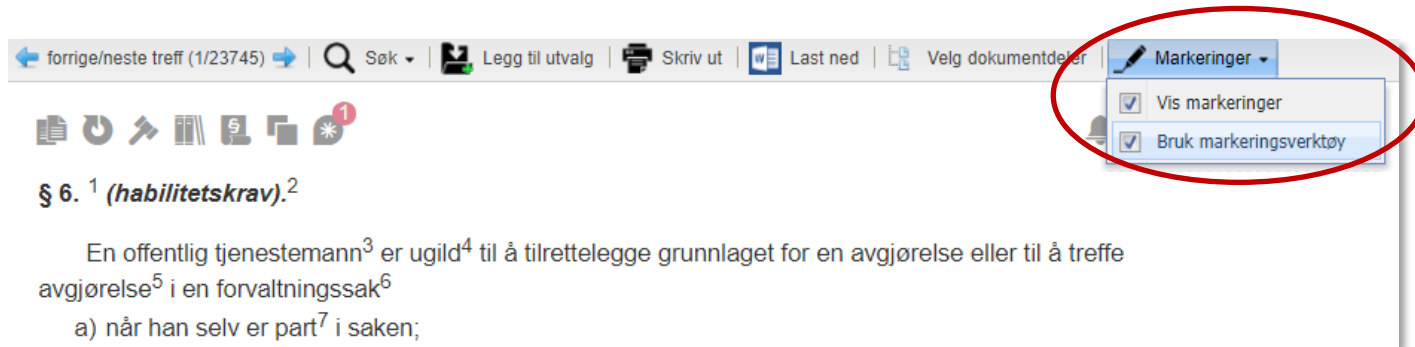 forrige/neste treff (1/23745) | Søk | Legg til utvalg | Skriv ut | Last ned | Velg dokumentdeler | Markeringer
Vis markeringer
1
Bruk markeringsverktøy
§ 6. 1 (habilitetskrav).2
En offentlig tjenestemann3 er ugild4 til å tilrettelegge grunnlaget for en avgjørelse eller til å treffe
avgjørelse5 i en forvaltningssak6
a) når han selv er part7 i saken;